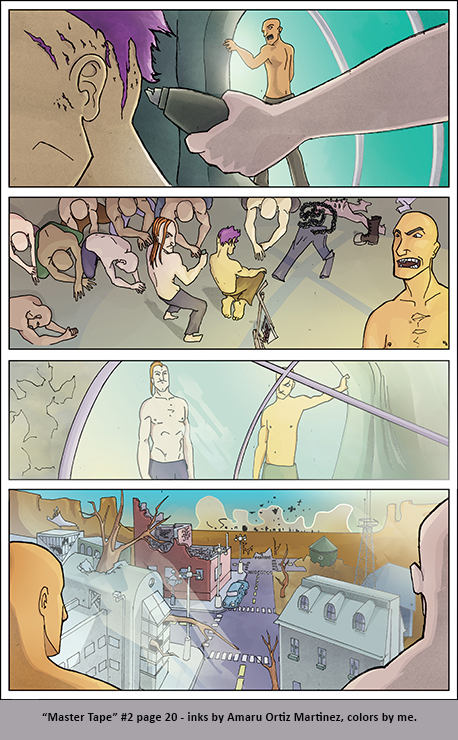 “Master Tape” #2 page 20 - inks by Amaru Ortiz Martinez, colors by me.